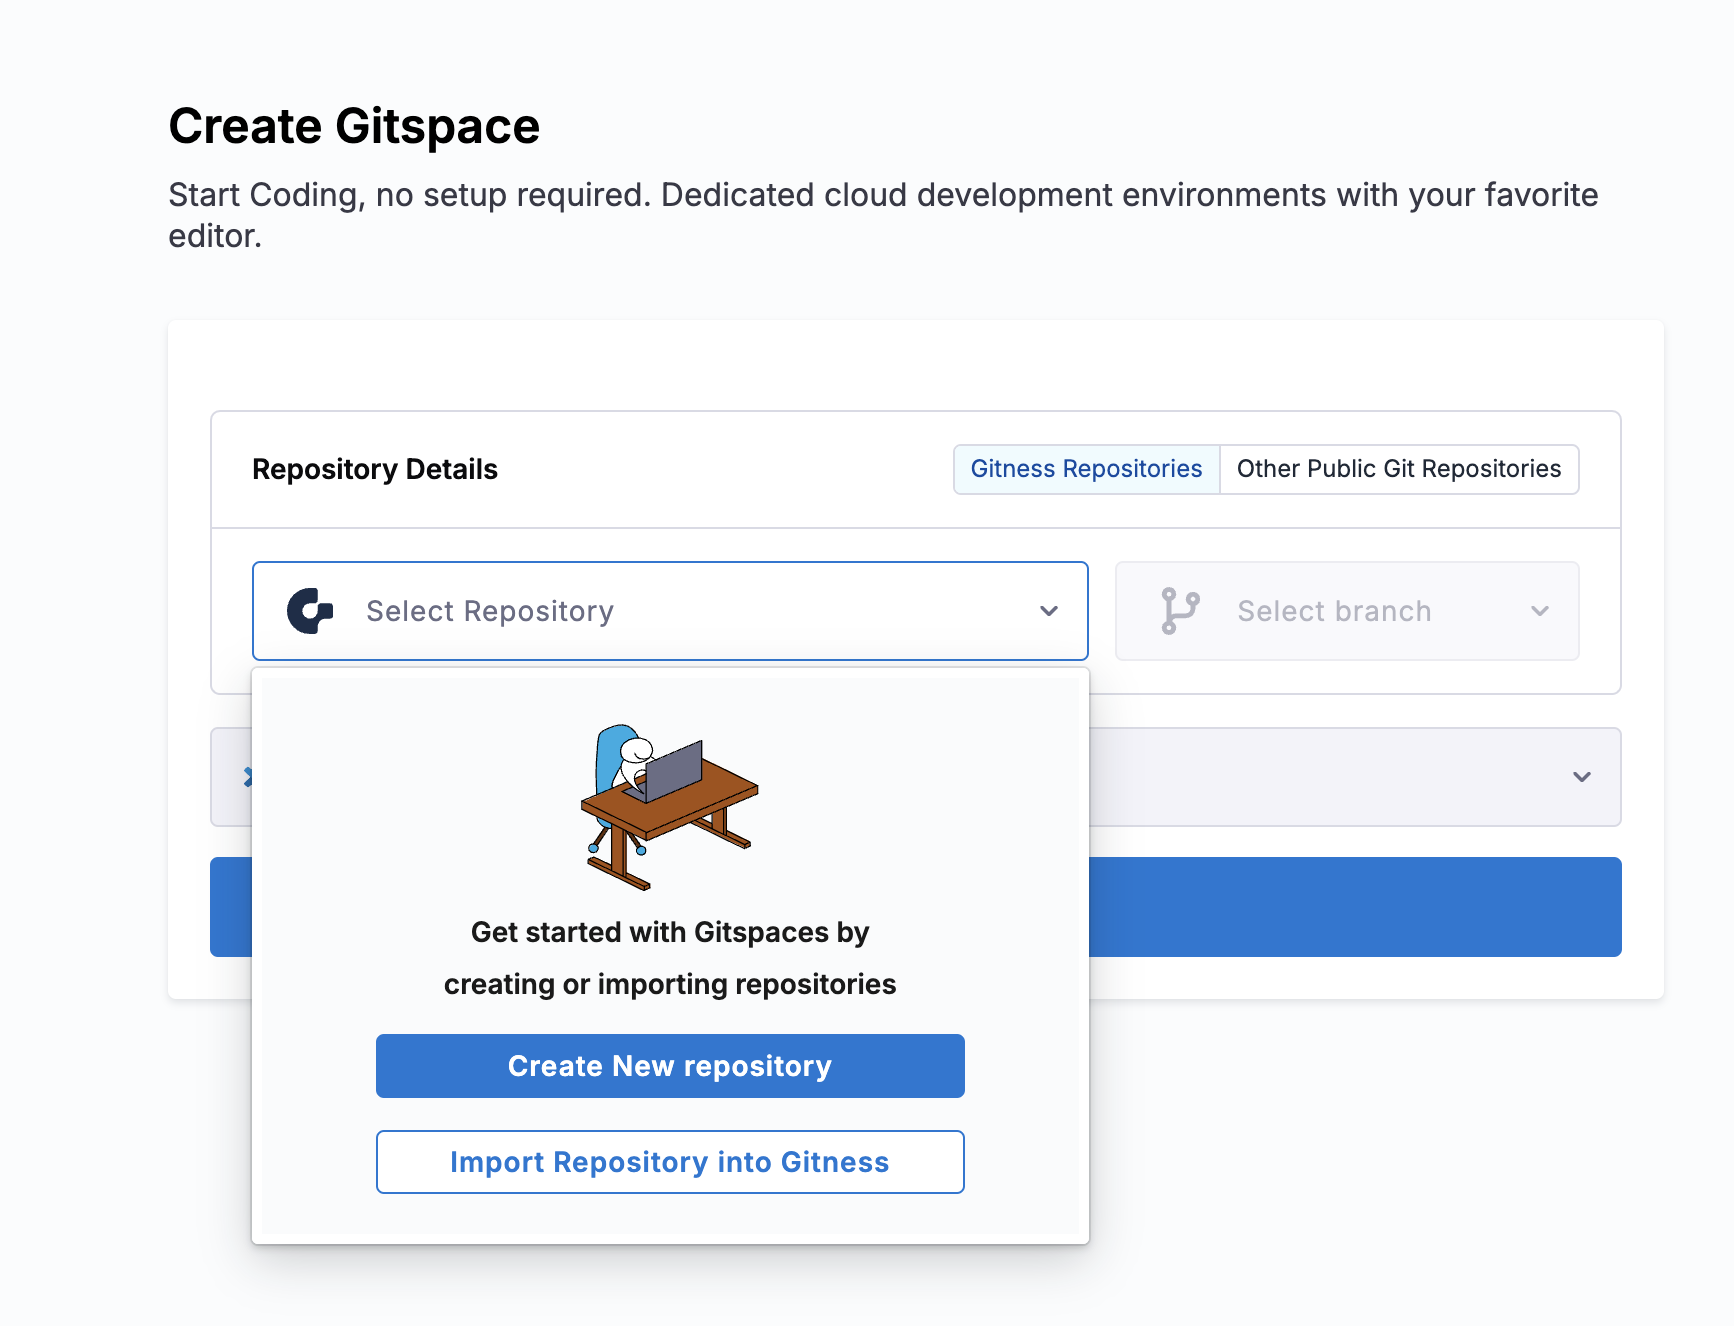 Create Gitspace
Start Coding, no setup required. Dedicated cloud development environments with your favorite
editor.
Repository Details
Gitness Repositories
Other Public Git Repositories
Select Repository
Select branch
Get started with Gitspaces by
creating or importing repositories
Create New repository
Import Repository into Gitness